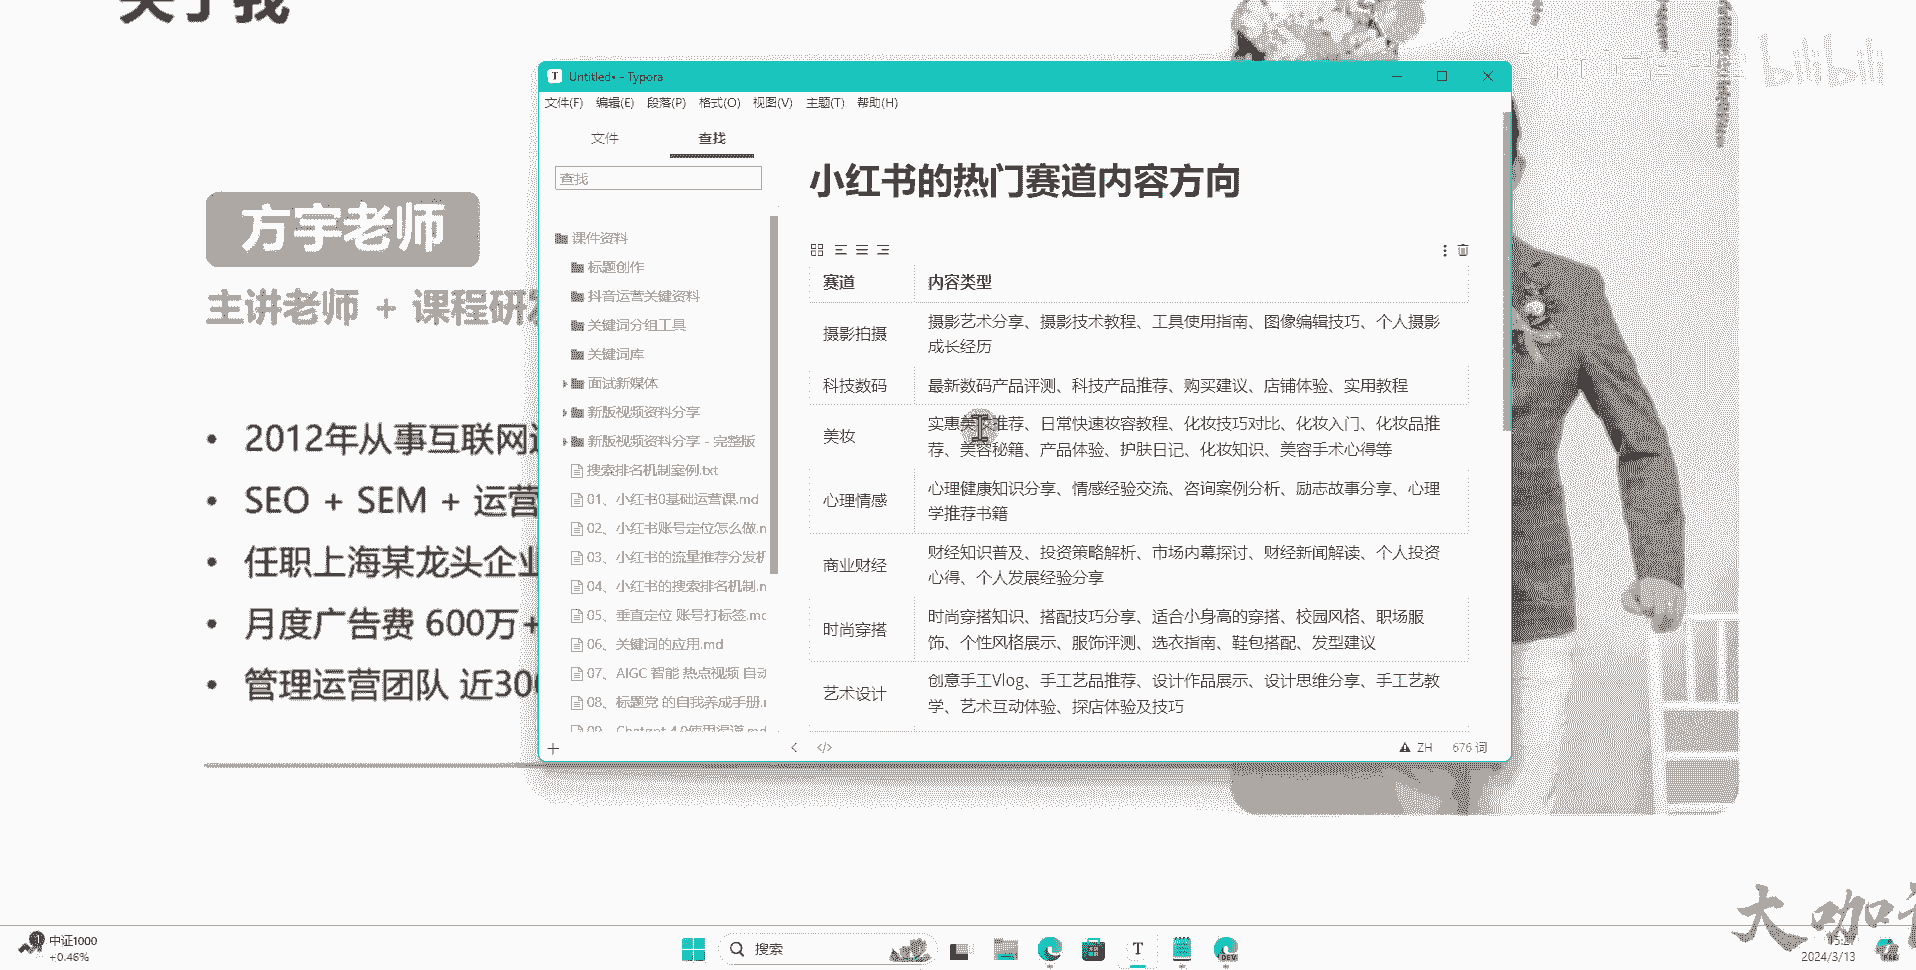 关于我
bilibili
方宇老师
主讲老师 + 课程研发
2012年从事互联网
SEO + SEM + 运营
任职上海某龙头企业
月度广告费 600万+
管理运营团队 近300
Untitled• - Typora
文件(F) 编辑(E) 段落(P) 格式(O) 视图(V) 主题(T) 帮助(H)
文件 查找
查找
课件资料
标题创作
抖音运营关键资料
关键词分组工具
关键词库
面试新媒体
新版视频资料分享
新版视频资料分享 - 完整版
搜索排名机制案例.txt
01、小红书0基础运营课.md
02、小红书账号定位怎么做.n
03、小红书的流量推荐分发机
04、小红书的搜索排名机制.n
05、垂直定位 账号打标签.mc
06、关键词的应用.md
07、AIGC 智能 热点视频 自动
08、标题党 的自我养成手册.r
09、Chatgpt 4.0使用渠道.md
小红书的热门赛道内容方向
赛道 内容类型
摄影拍摄 摄影艺术分享、摄影技术教程、工具使用指南、图像编辑技巧、个人摄影
成长经历
科技数码 最新数码产品评测、科技产品推荐、购买建议、店铺体验、实用教程
美妆 实惠美妆推荐、日常快速妆容教程、化妆技巧对比、化妆入门、化妆品推
荐、美容秘籍、产品体验、护肤日记、化妆知识、美容手术心得等
心理情感 心理健康知识分享、情感经验交流、咨询案例分析、励志故事分享、心理
学推荐书籍
商业财经 财经知识普及、投资策略解析、市场内幕探讨、财经新闻解读、个人投资
心得、个人发展经验分享
时尚穿搭 时尚穿搭知识、搭配技巧分享、适合小身高的穿搭、校园风格、职场服
饰、个性风格展示、服饰评测、选衣指南、鞋包搭配、发型建议
艺术设计 创意手工Vlog、手工艺品推荐、设计作品展示、设计思维分享、手工艺教
学、艺术互动体验、探店体验及技巧
ZH 676 词
大咖
中证1000
+0.46%
搜索
DEV
15:27
2024/3/13
PRE